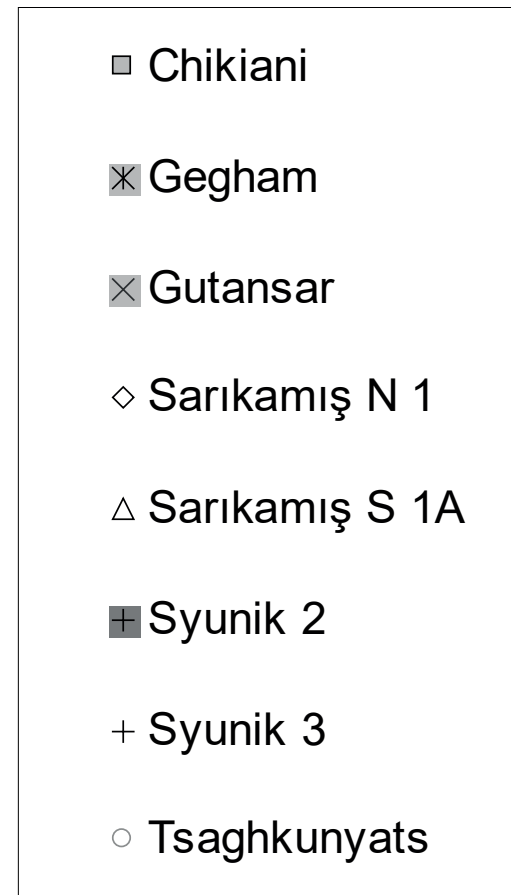 Chikiani
Gegham
Gutansar
Sarıkamış N 1
Sarıkamış S 1A
Syunik 2
Syunik 3
Tsaghkunyats